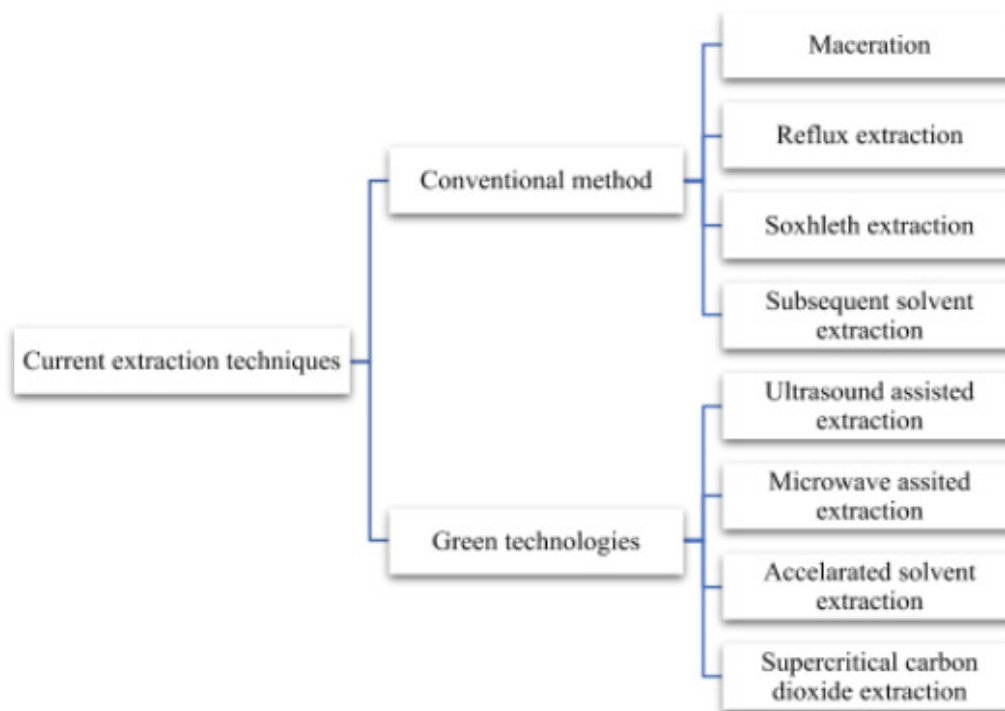 Maceration
Reflux extraction
Conventional method
Soxhleth extraction
Subsequent solvent
extraction
Current extraction techniques
Ultrasound assisted
extraction
Microwave assited
extraction
Green technologies
Accelarated solvent
extraction
Supercritical carbon
dioxide extraction